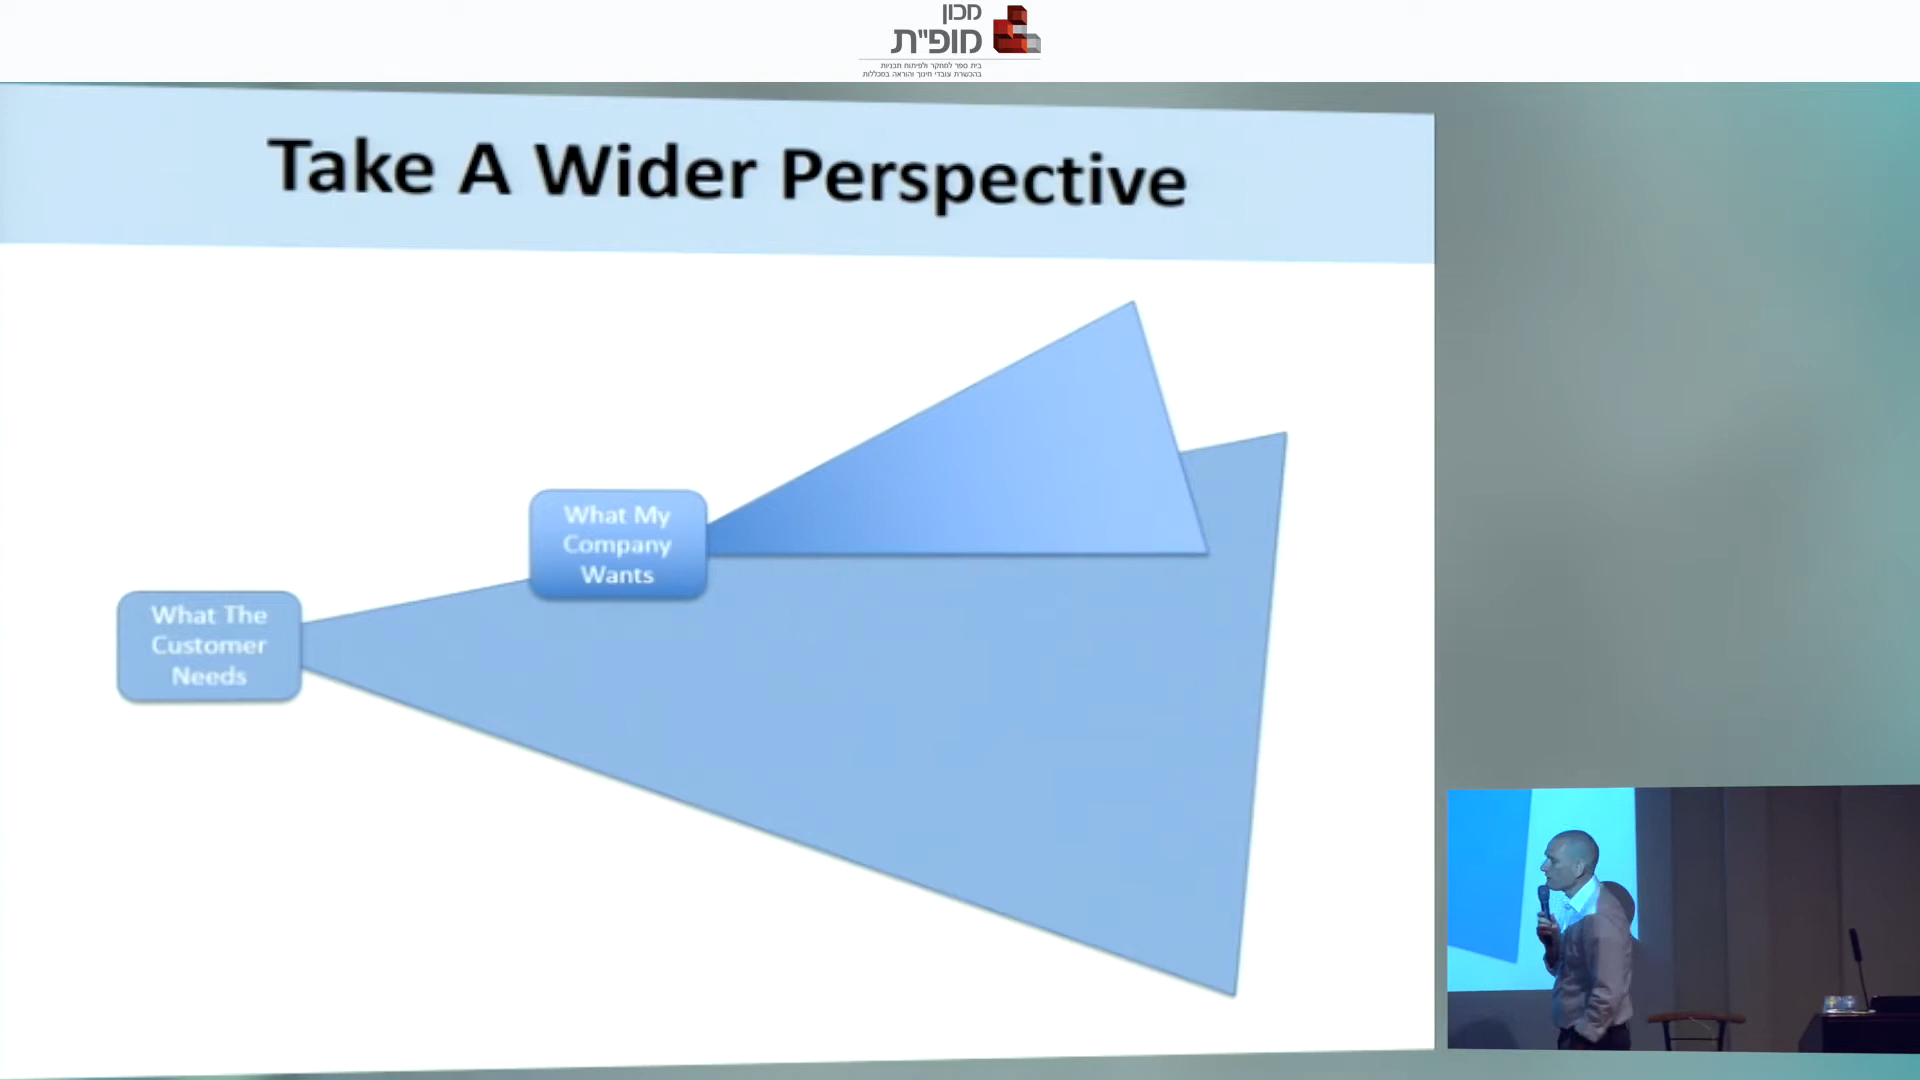 מכון
מופ"ת
בית ספר למחקר ולפיתוח תכניות
בהכשרת עובדי חינוך והוראה במכללות
Take A Wider Perspective
What My
Company
Wants
What The
Customer
Needs